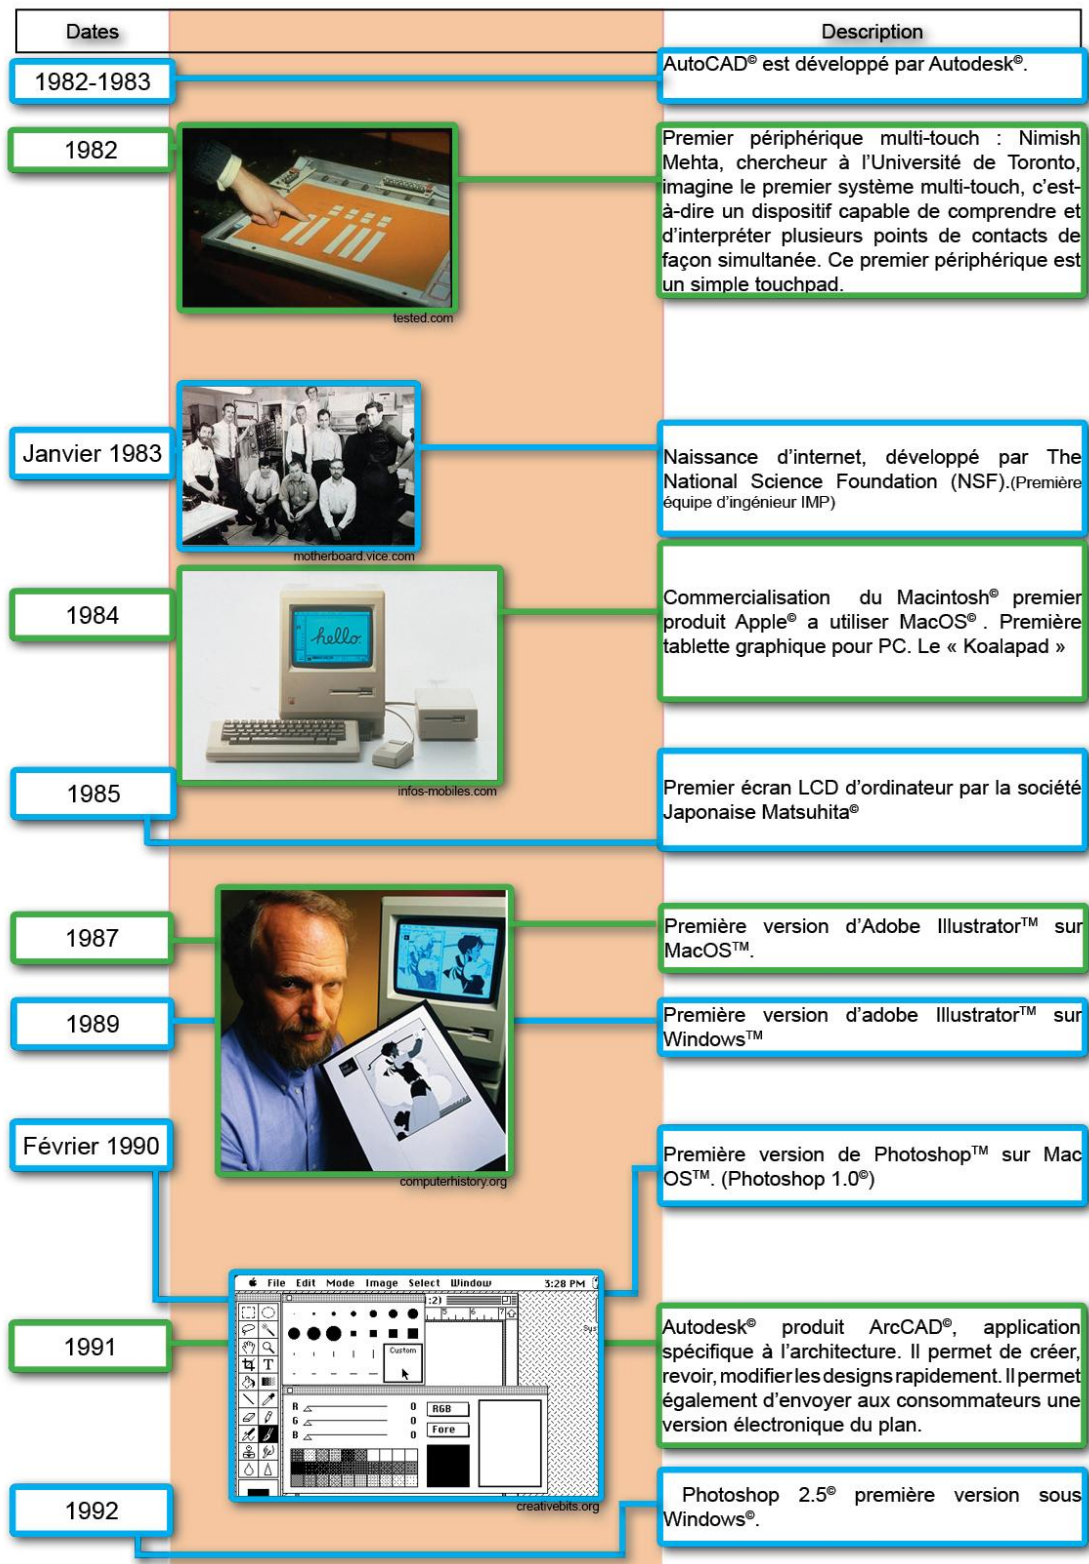 Dates
Description
1982-1983
AutoCAD© est développé par Autodesk©.
1982
Premier périphérique multi-touch : Nimish
Mehta, chercheur à l’Université de Toronto,
imagine le premier système multi-touch, c’est-
à-dire un dispositif capable de comprendre et
d’interpréter plusieurs points de contacts de
façon simultanée. Ce premier périphérique est
un simple touchpad.
tested.com
Janvier 1983
Naissance d’internet, développé par The
National Science Foundation (NSF).(Première
équipe d’ingénieur IMP)
motherboard.vice.com
1984
hello.
Commercialisation du Macintosh© premier
produit Apple© a utiliser MacOS© . Première
tablette graphique pour PC. Le « Koalapad »
infos-mobiles.com
1985
Premier écran LCD d’ordinateur par la société
Japonaise Matsuhita©
1987
Première version d’Adobe Illustrator™ sur
MacOS™.
1989
Première version d’adobe Illustrator™ sur
Windows™
computerhistory.org
Février 1990
Première version de Photoshop™ sur Mac
OS™. (Photoshop 1.0©)
File Edit Mode Image Select Window 3:28 PM
:2)
5 6 7
Sys
Custom
T
R 0
G 0
B 0
RGB
Fore
creativebits.org
1991
Autodesk© produit ArcCAD©, application
spécifique à l’architecture. Il permet de créer,
revoir, modifier les designs rapidement. Il permet
également d’envoyer aux consommateurs une
version électronique du plan.
1992
Photoshop 2.5© première version sous
Windows©.